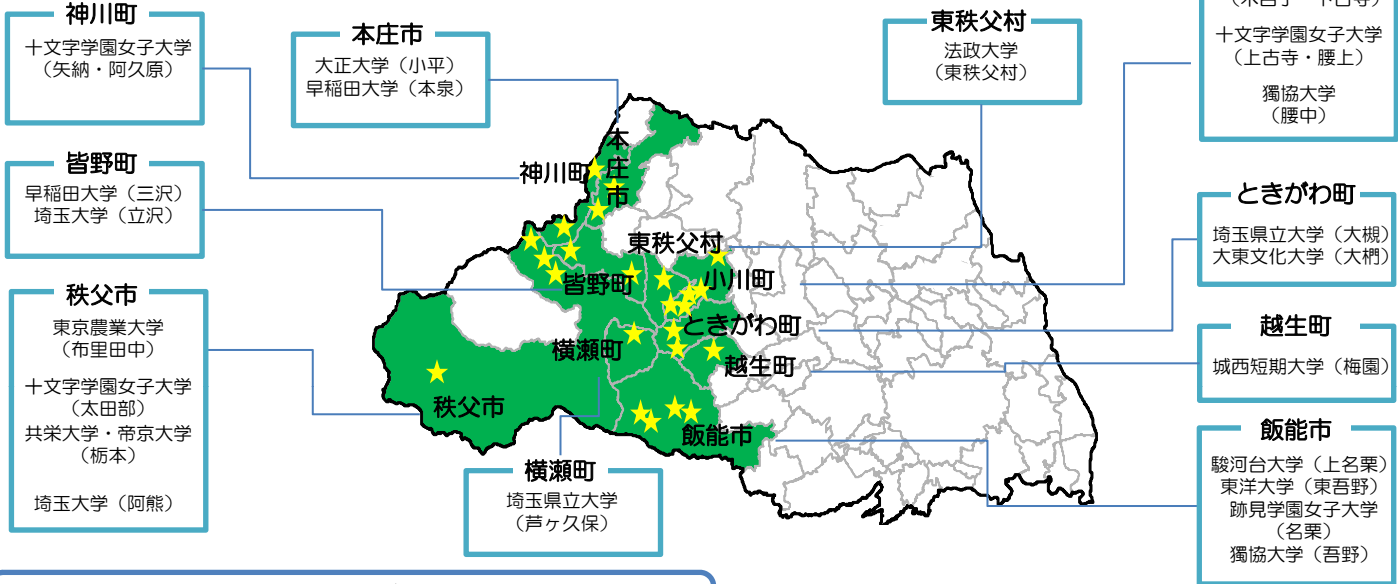 神川町
十文字学園女子大学
（矢納・阿久原）
本庄市
大正大学（小平）
早稲田大学（本泉）
東秩父村
法政大学
（東秩父村）
十文字学園女子大学
（上古寺・腰上）
獨協大学
（腰中）
皆野町
早稲田大学（三沢）
埼玉大学（立沢）
ときがわ町
埼玉県立大学（大槻）
大東文化大学（大椚）
秩父市
東京農業大学
（布里田中）
十文字学園女子大学
（太田部）
共栄大学・帝京大学
（栃本）
埼玉大学（阿熊）
越生町
城西短期大学（梅園）
飯能市
駿河台大学（上名栗）
東洋大学（東吾野）
跡見学園女子大学
（名栗）
獨協大学（吾野）
横瀬町
埼玉県立大学
（芦ヶ久保）
本庄市
神川町
東秩父村
皆野町
小川町
ときがわ町
横瀬町
越生町
秩父市
飯能市